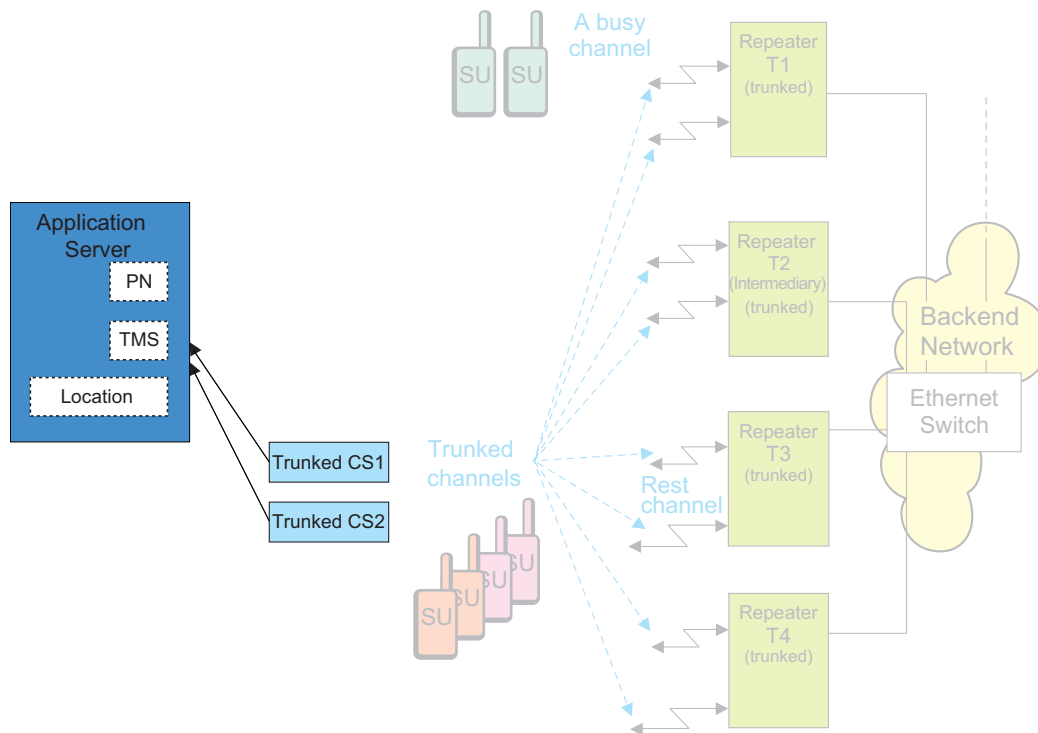 Application
Server
PN
TMS
Location
Trunked CS1
Trunked CS2
SU
SU
A busy
channel
Trunked
channels
Rest
channel
SU
SU
SU
SU
Repeater
T1
(trunked)
Repeater
T2
(Intermediary)
(trunked)
Repeater
T3
(trunked)
Repeater
T4
(trunked)
Backend
Network
Ethernet
Switch